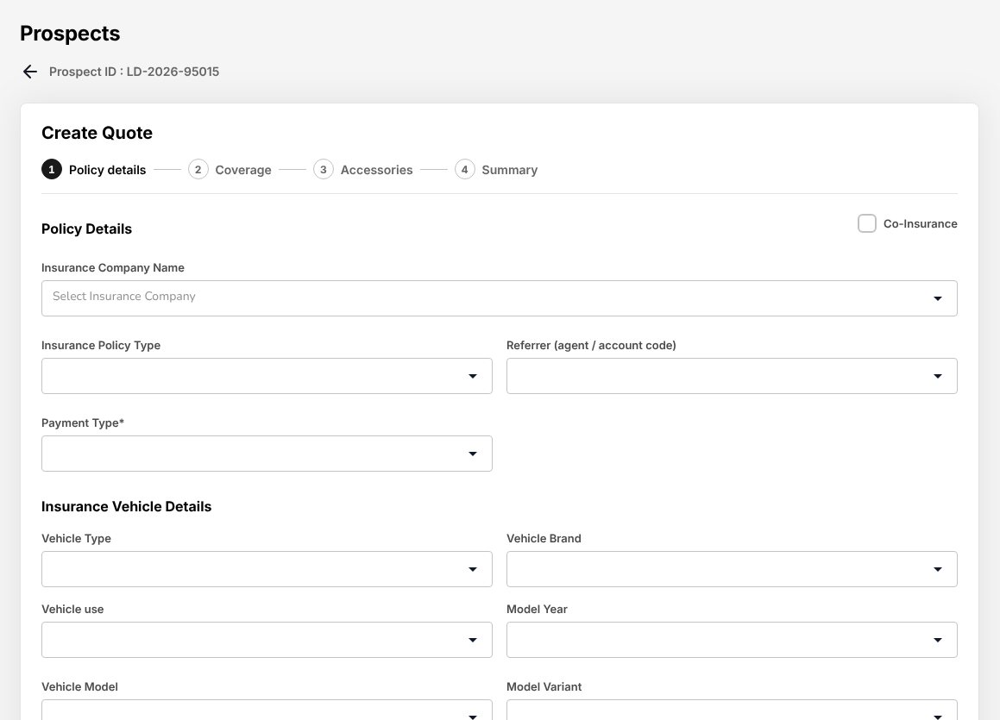 Prospects
Prospect ID : LD-2026-95015
Create Quote
1 Policy details 2 Coverage 3 Accessories 4 Summary
Policy Details
Co-Insurance
Insurance Company Name
Select Insurance Company
Insurance Policy Type
Referrer (agent / account code)
Payment Type*
Insurance Vehicle Details
Vehicle Type
Vehicle Brand
Vehicle use
Model Year
Vehicle Model
Model Variant